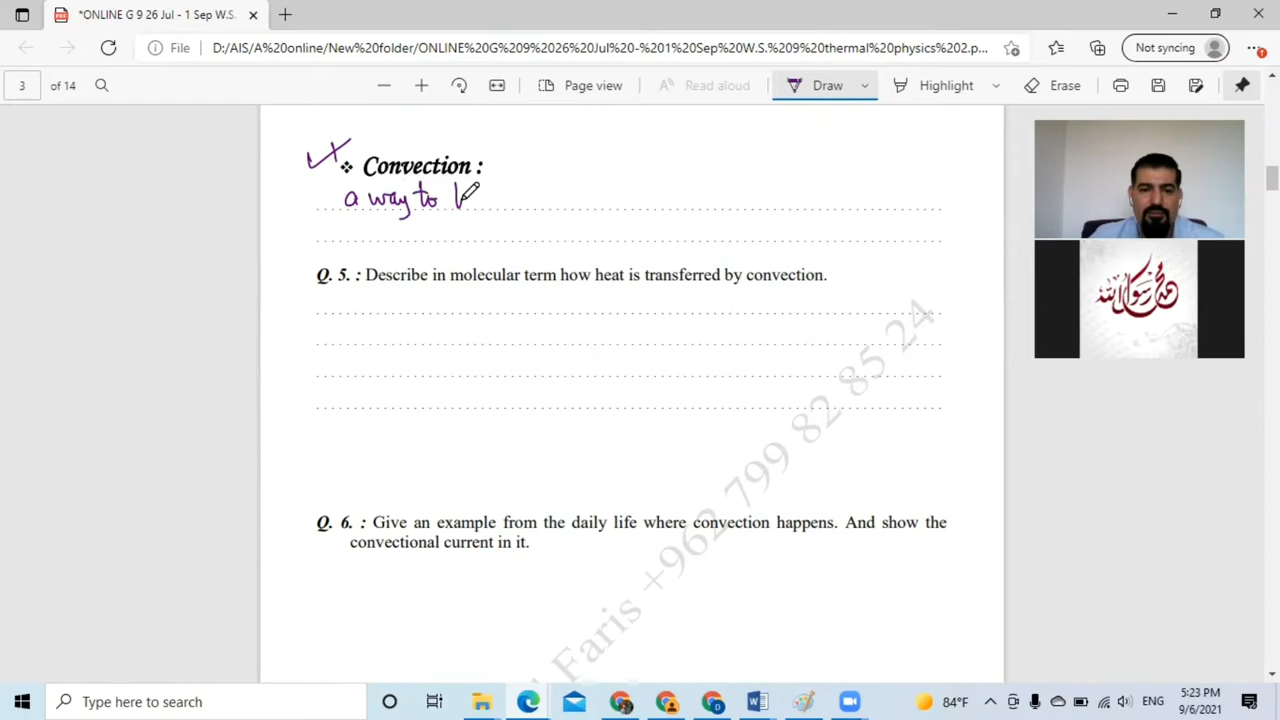 *ONLINE G 9 26 Jul - 1 Sep W.S.
File D:/AIS/A%20online/New%20folder/ONLINE%20G%209%2026%20Jul%20-%201%20Sep%20W.S.%209%20thermal%20physics%202.p... Not syncing
3 of 14 Page view Read aloud Draw Highlight Erase
❖ Convection :
a way to
محمد رسول الله
Q. 5. : Describe in molecular term how heat is transferred by convection.
Q. 6. : Give an example from the daily life where convection happens. And show the
convectional current in it.
Faris +962 799 82 85 24
Type here to search 84°F ENG 5:23 PM
9/6/2021